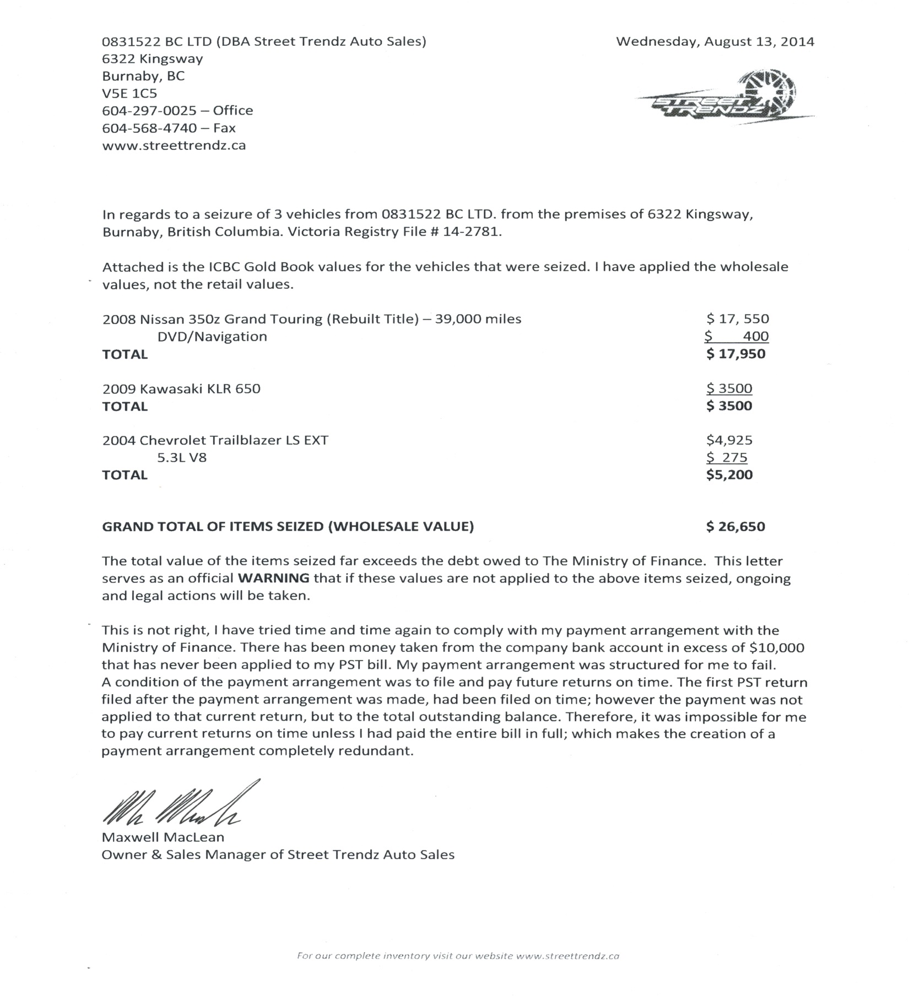 0831522 BC LTD (DBA Street Trendz Auto Sales)
Wednesday, August 13, 2014
6322 Kingsway
Burnaby, BC
V5E 1C5
604-297-0025 – Office
604-568-4740 – Fax
www.streettrendz.ca
STREET
TRENDZ
In regards to a seizure of 3 vehicles from 0831522 BC LTD. from the premises of 6322 Kingsway,
Burnaby, British Columbia. Victoria Registry File # 14-2781.
Attached is the ICBC Gold Book values for the vehicles that were seized. I have applied the wholesale
values, not the retail values.
2008 Nissan 350z Grand Touring (Rebuilt Title) – 39,000 miles $ 17, 550
DVD/Navigation $ 400
TOTAL $ 17,950
2009 Kawasaki KLR 650 $ 3500
TOTAL $ 3500
2004 Chevrolet Trailblazer LS EXT $4,925
5.3L V8 $ 275
TOTAL $5,200
GRAND TOTAL OF ITEMS SEIZED (WHOLESALE VALUE) $ 26,650
The total value of the items seized far exceeds the debt owed to The Ministry of Finance. This letter
serves as an official WARNING that if these values are not applied to the above items seized, ongoing
and legal actions will be taken.
This is not right, I have tried time and time again to comply with my payment arrangement with the
Ministry of Finance. There has been money taken from the company bank account in excess of $10,000
that has never been applied to my PST bill. My payment arrangement was structured for me to fail.
A condition of the payment arrangement was to file and pay future returns on time. The first PST return
filed after the payment arrangement was made, had been filed on time; however the payment was not
applied to that current return, but to the total outstanding balance. Therefore, it was impossible for me
to pay current returns on time unless I had paid the entire bill in full; which makes the creation of a
payment arrangement completely redundant.
Maxwell MacLean
Owner & Sales Manager of Street Trendz Auto Sales
For our complete inventory visit our website www.streettrendz.ca